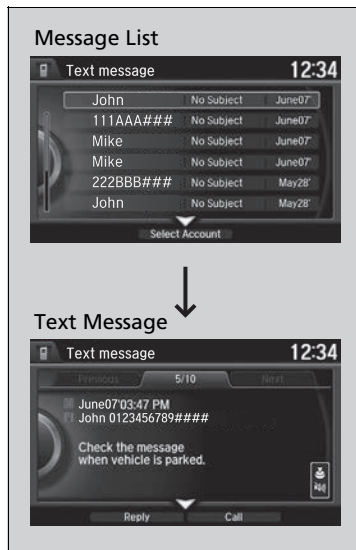 Message List
Text message 12:34
John No Subject June07'
111AAA### No Subject June07'
Mike No Subject June07'
Mike No Subject June07'
222BBB### No Subject May28'
John No Subject May28'
Select Account
Text Message
Text message 12:34
Previous 5/10 Next
June07'03:47 PM
John 0123456789####
Check the message
when vehicle is parked.
Reply Call